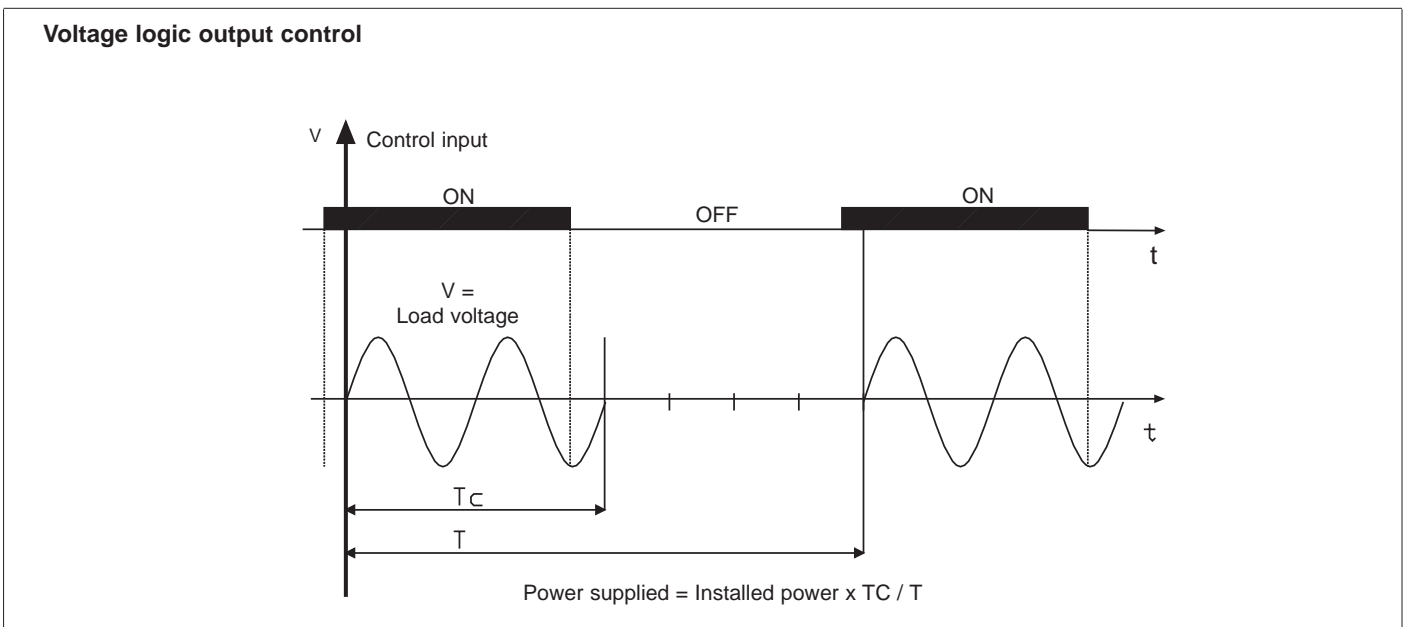 Voltage logic output control
V
Control input
ON
OFF
ON
t
V =
Load voltage
t
TC
T
Power supplied = Installed power x TC / T